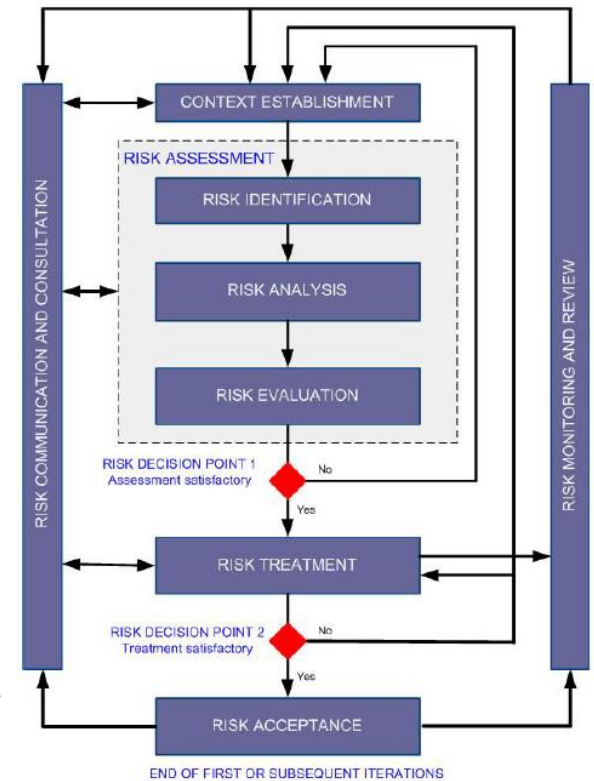 CONTEXT ESTABLISHMENT
RISK ASSESSMENT
RISK IDENTIFICATION
RISK ANALYSIS
RISK EVALUATION
RISK COMMUNICATION AND CONSULTATION
RISK MONITORING AND REVIEW
RISK DECISION POINT 1
Assessment satisfactory
No
Yes
RISK TREATMENT
RISK DECISION POINT 2
Treatment satisfactory
No
Yes
RISK ACCEPTANCE
END OF FIRST OR SUBSEQUENT ITERATIONS